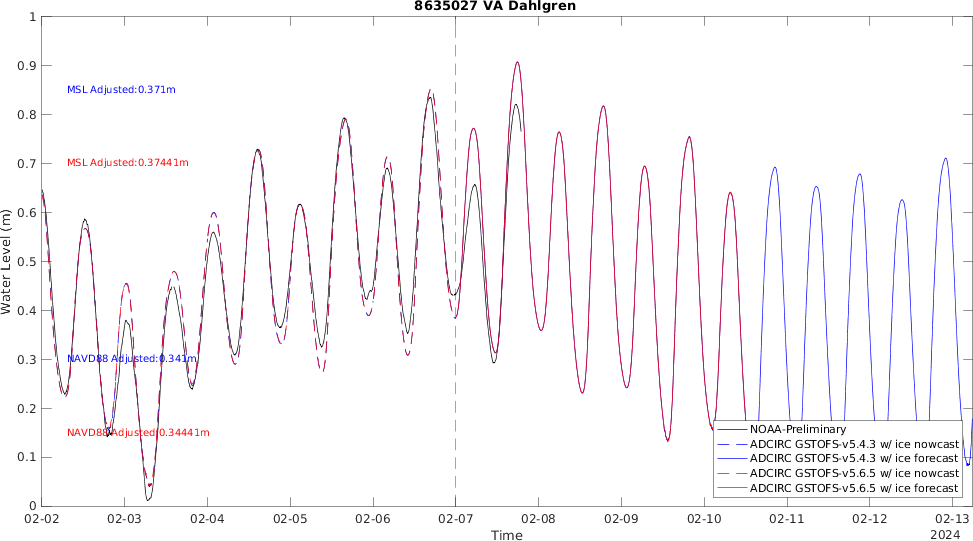 8635027 VA Dahlgren
1
0.9
0.8
0.7
0.6
0.5
0.4
0.3
0.2
0.1
0
Water Level (m)
MSL Adjusted:0.371m
MSL Adjusted:0.37441m
NAVD88 Adjusted:0.341m
NAVD88 Adjusted:0.34441m
NOAA-Preliminary
ADCIRC GSTOFS-v5.4.3 w/ ice nowcast
ADCIRC GSTOFS-v5.4.3 w/ ice forecast
ADCIRC GSTOFS-v5.6.5 w/ ice nowcast
ADCIRC GSTOFS-v5.6.5 w/ ice forecast
02-02 02-03 02-04 02-05 02-06 02-07 02-08 02-09 02-10 02-11 02-12 02-13
2024
Time